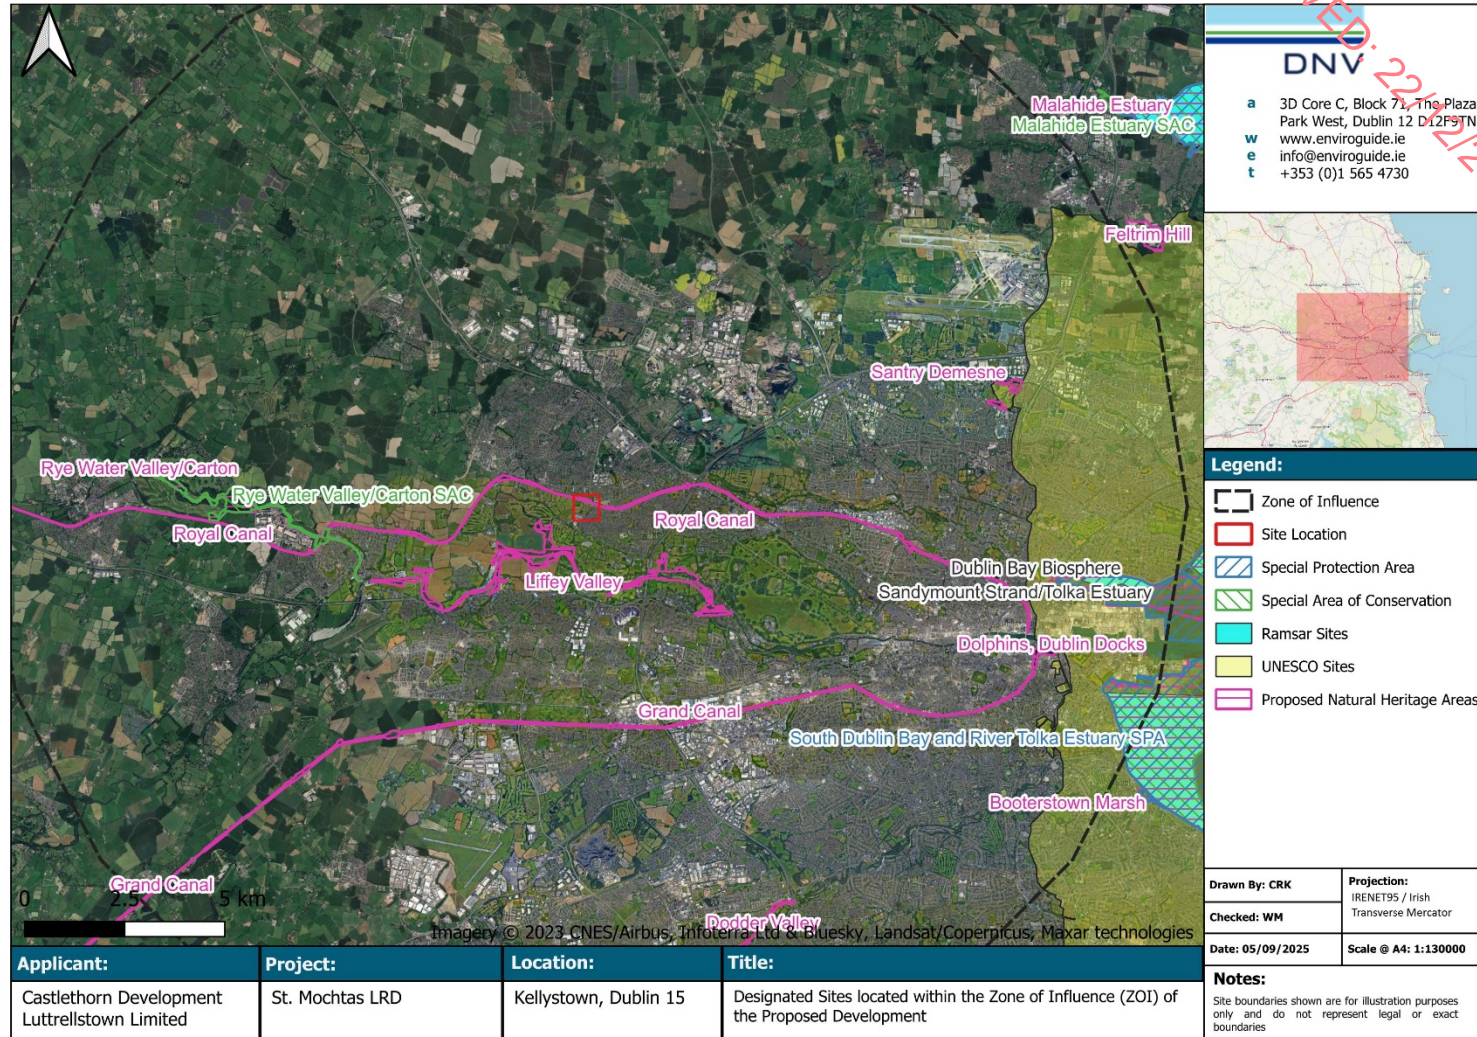 Malahide Estuary
Malahide Estuary SAC
Feltrim Hill
Santry Demesne
Rye Water Valley/Carton
Rye Water Valley/Carton SAC
Royal Canal
Royal Canal
Liffey Valley
Dublin Bay Biosphere
Sandymount Strand/Tolka Estuary
Dolphins, Dublin Docks
Grand Canal
South Dublin Bay and River Tolka Estuary SPA
Booterstown Marsh
Grand Canal
Dodder Valley
0 2.5 5 km
Imagery © 2023 CNES/Airbus, Infoterra Ltd & Bluesky, Landsat/Copernicus, Maxar technologies
DNV
a 3D Core C, Block 71, The Plaza
Park West, Dublin 12 D12F9TN
w www.enviroguide.ie
e info@enviroguide.ie
t +353 (0)1 565 4730
Legend:
Zone of Influence
Site Location
Special Protection Area
Special Area of Conservation
Ramsar Sites
UNESCO Sites
Proposed Natural Heritage Areas
Drawn By: CRK
Checked: WM
Projection:
IRENET95 / Irish
Transverse Mercator
Date: 05/09/2025
Scale @ A4: 1:130000
Notes:
Site boundaries shown are for illustration purposes
only and do not represent legal or exact
boundaries
Applicant:
Castlethorn Development
Luttrellstown Limited
Project:
St. Mochtas LRD
Location:
Kellystown, Dublin 15
Title:
Designated Sites located within the Zone of Influence (ZOI) of
the Proposed Development